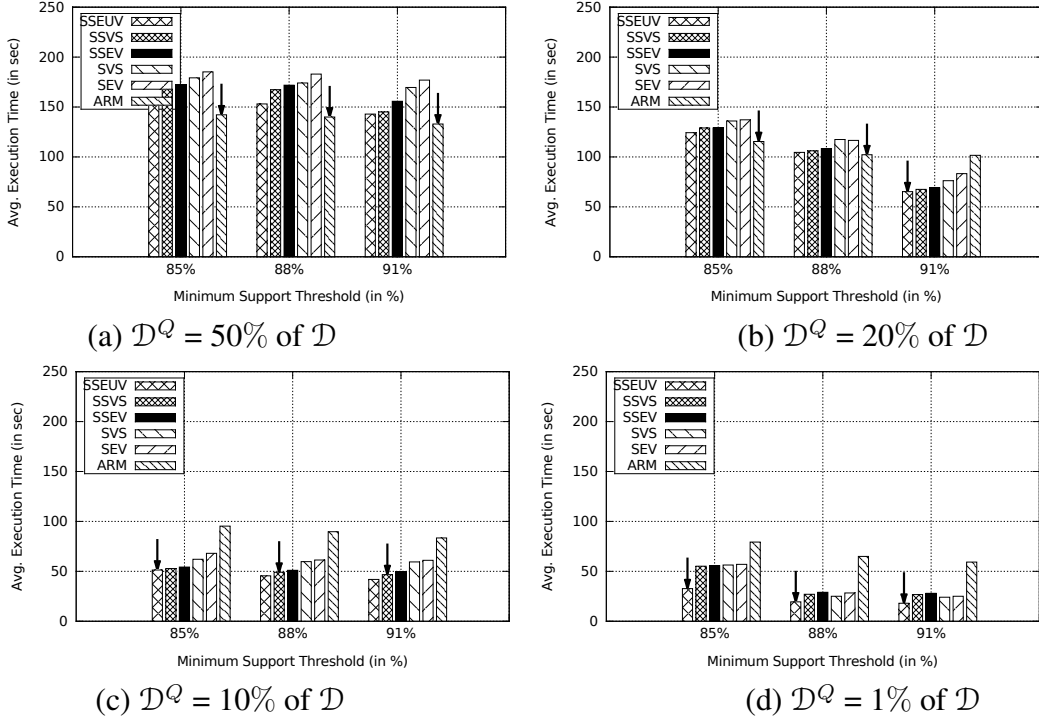 250
200
150
100
50
0
Avg. Execution Time (in sec)
SSEUV
SSVS
SSEV
SVS
SEV
ARM
85% 88% 91%
Minimum Support Threshold (in %)
(a) 𝒟^Q = 50% of 𝒟
250
200
150
100
50
0
Avg. Execution Time (in sec)
SSEUV
SSVS
SSEV
SVS
SEV
ARM
85% 88% 91%
Minimum Support Threshold (in %)
(b) 𝒟^Q = 20% of 𝒟
250
200
150
100
50
0
Avg. Execution Time (in sec)
SSEUV
SSVS
SSEV
SVS
SEV
ARM
85% 88% 91%
Minimum Support Threshold (in %)
(c) 𝒟^Q = 10% of 𝒟
250
200
150
100
50
0
Avg. Execution Time (in sec)
SSEUV
SSVS
SSEV
SVS
SEV
ARM
85% 88% 91%
Minimum Support Threshold (in %)
(d) 𝒟^Q = 1% of 𝒟